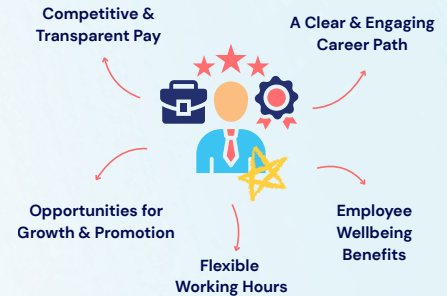 Competitive &
Transparent Pay
A Clear & Engaging
Career Path
Opportunities for
Growth & Promotion
Flexible
Working Hours
Employee
Wellbeing
Benefits